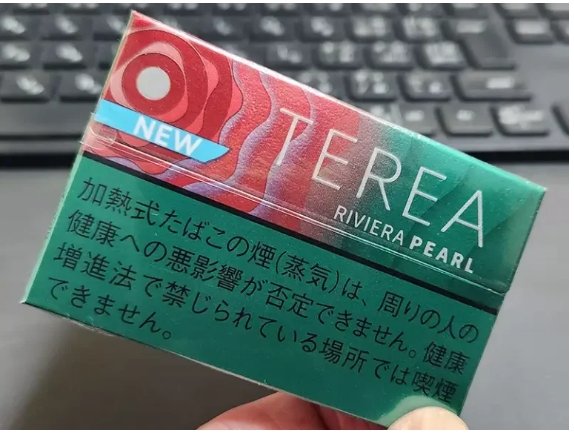 NEW
TEREA
RIVIERA PEARL
加熱式たばこの煙(蒸気)は、周りの人の
健康への悪影響が否定できません。健康
増進法で禁じられている場所では喫煙
できません。